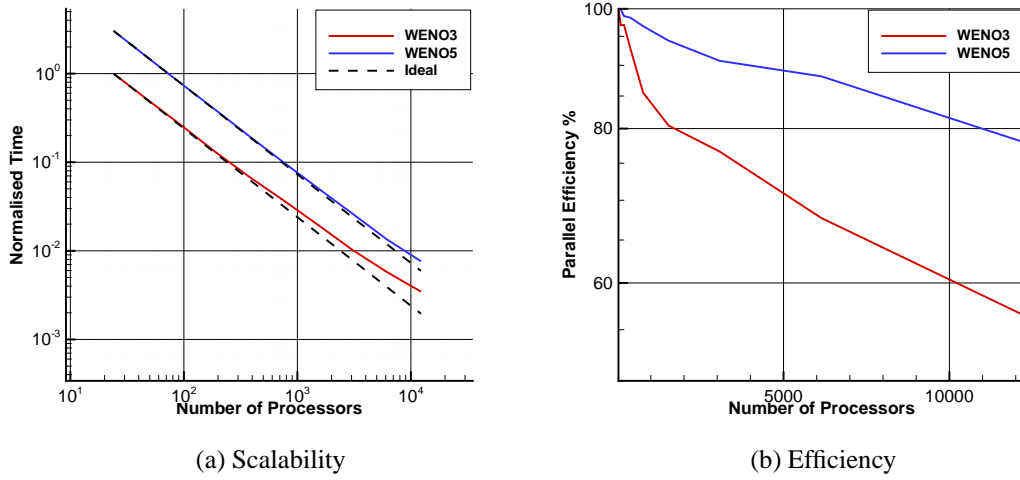 WENO3
WENO5
Ideal
10^0
10^-1
10^-2
10^-3
Normalised Time
10^1
10^2
10^3
10^4
Number of Processors
(a) Scalability
WENO3
WENO5
100
80
60
Parallel Efficiency %
5000
10000
Number of Processors
(b) Efficiency